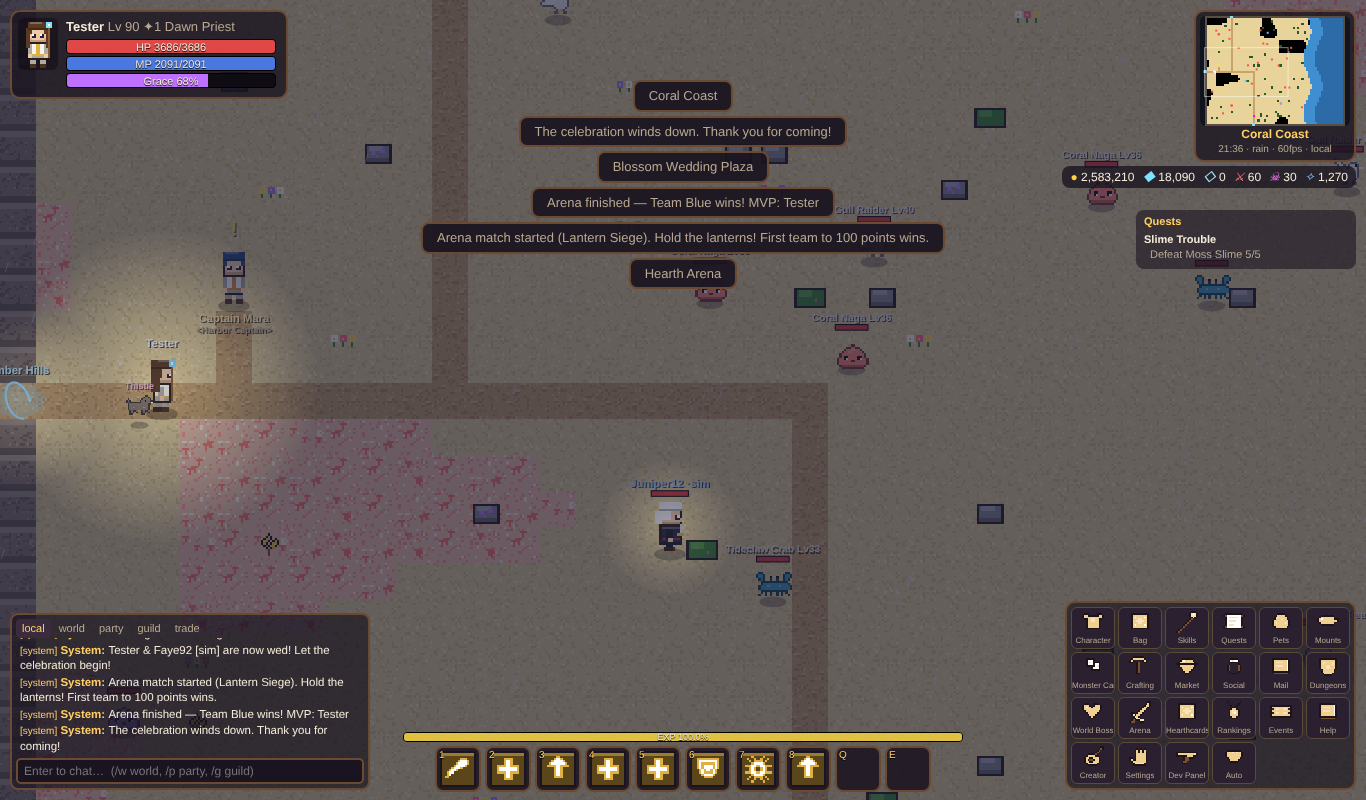 Tester Lv 90 ✦1 Dawn Priest
HP 3686/3686
MP 2091/2091
Grace 68%
Coral Coast
The celebration winds down. Thank you for coming!
Blossom Wedding Plaza
Arena finished — Team Blue wins! MVP: Tester
Arena match started (Lantern Siege). Hold the lanterns! First team to 100 points wins.
Hearth Arena
Coral Coast
21:36 · rain · 60fps · local
2,583,210 18,090 0 60 30 1,270
Quests
Slime Trouble
Defeat Moss Slime 5/5
Coral Naga Lv36
Gull Raider Lv40
Coral Naga Lv36
Captain Mara
<Harbor Captain>
Tester
Thistle
mber Hills
Juniper12 ·sim
Tideclaw Crab Lv33
local world party guild trade
[system] System: Tester & Faye92 [sim] are now wed! Let the
celebration begin!
[system] System: Arena match started (Lantern Siege). Hold the
lanterns! First team to 100 points wins.
[system] System: Arena finished — Team Blue wins! MVP: Tester
[system] System: The celebration winds down. Thank you for
coming!
Enter to chat… (/w world, /p party, /g guild)
EXP 100.0%
1 2 3 4 5 6 7 8 Q E
Character Bag Skills Quests Pets Mounts
Monster Ca Crafting Market Social Mail Dungeons
World Boss Arena Hearthcards Rankings Events Help
Creator Settings Dev Panel Auto